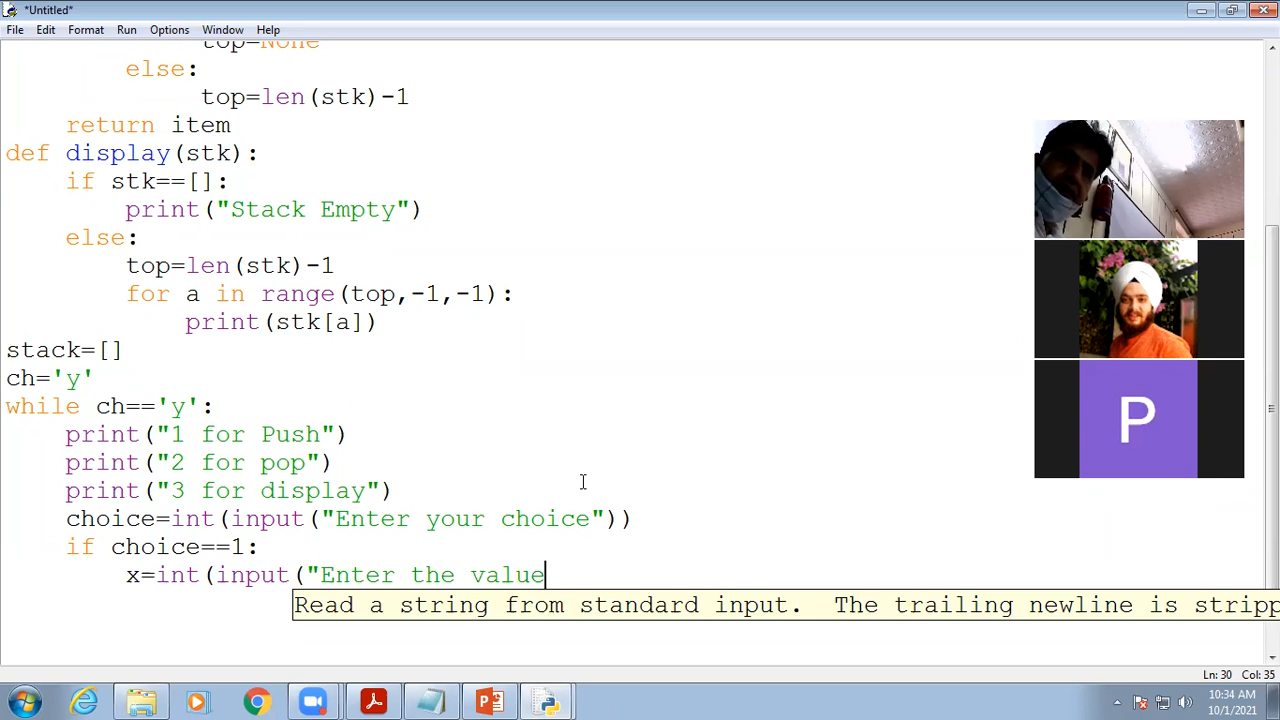 *Untitled*
File Edit Format Run Options Window Help
top=None
else:
top=len(stk)-1
return item
def display(stk):
if stk==[]:
print("Stack Empty")
else:
top=len(stk)-1
for a in range(top,-1,-1):
print(stk[a])
stack=[]
ch='y'
while ch=='y':
print("1 for Push")
print("2 for pop")
print("3 for display")
choice=int(input("Enter your choice"))
if choice==1:
x=int(input("Enter the value
Read a string from standard input. The trailing newline is stripp
P
Ln: 30 Col: 35
10:34 AM
10/1/2021